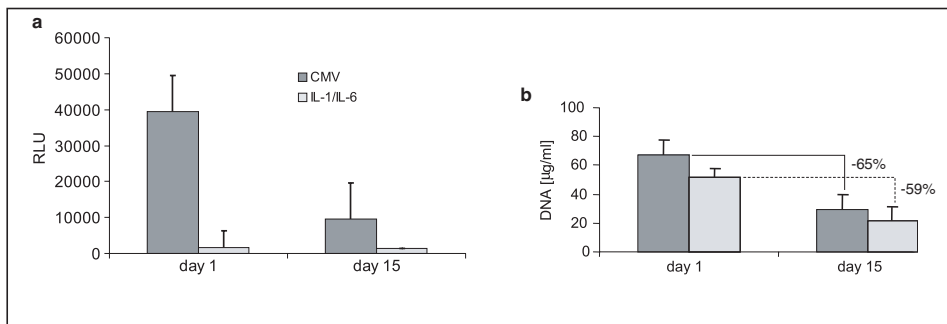 a
60000
50000
40000
30000
20000
10000
0
RLU
CMV
IL-1/IL-6
day 1
day 15
b
100
80
60
40
20
0
DNA [µg/ml]
-65%
-59%
day 1
day 15